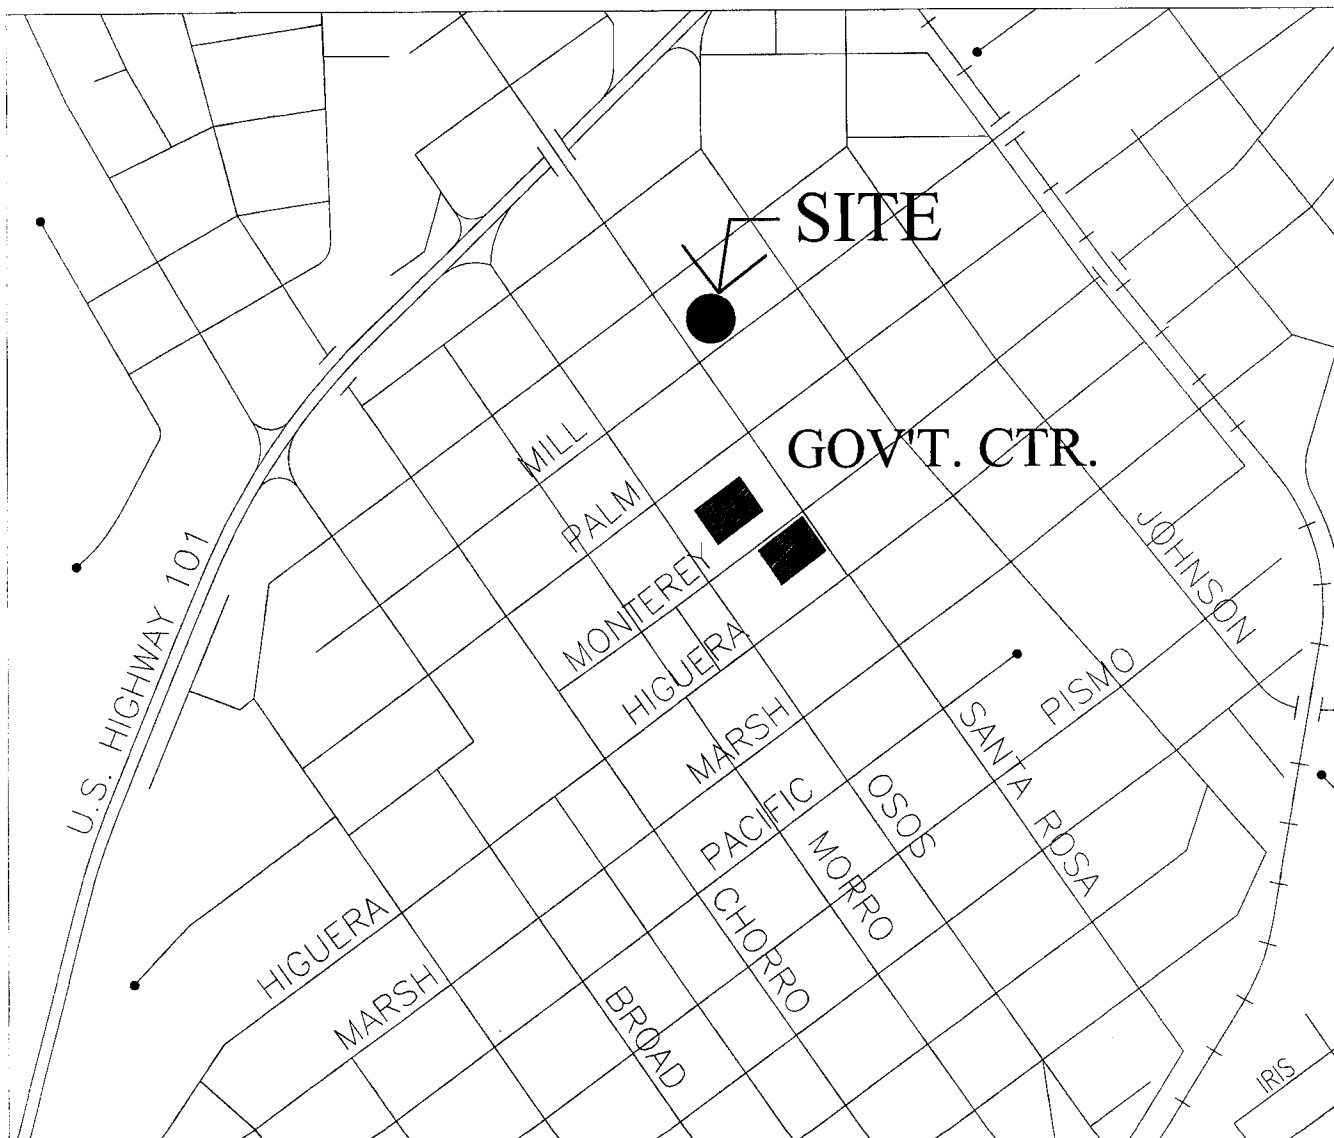 SITE
GOV'T. CTR.
MILL
PALM
MONTEREY
HIGUERA
MARSH
PACIFIC
JOHNSON
PISMO
SANTA ROSA
OSOS
MORRO
CHORRO
BROAD
U.S. HIGHWAY 101
HIGUERA
MARSH
IRIS